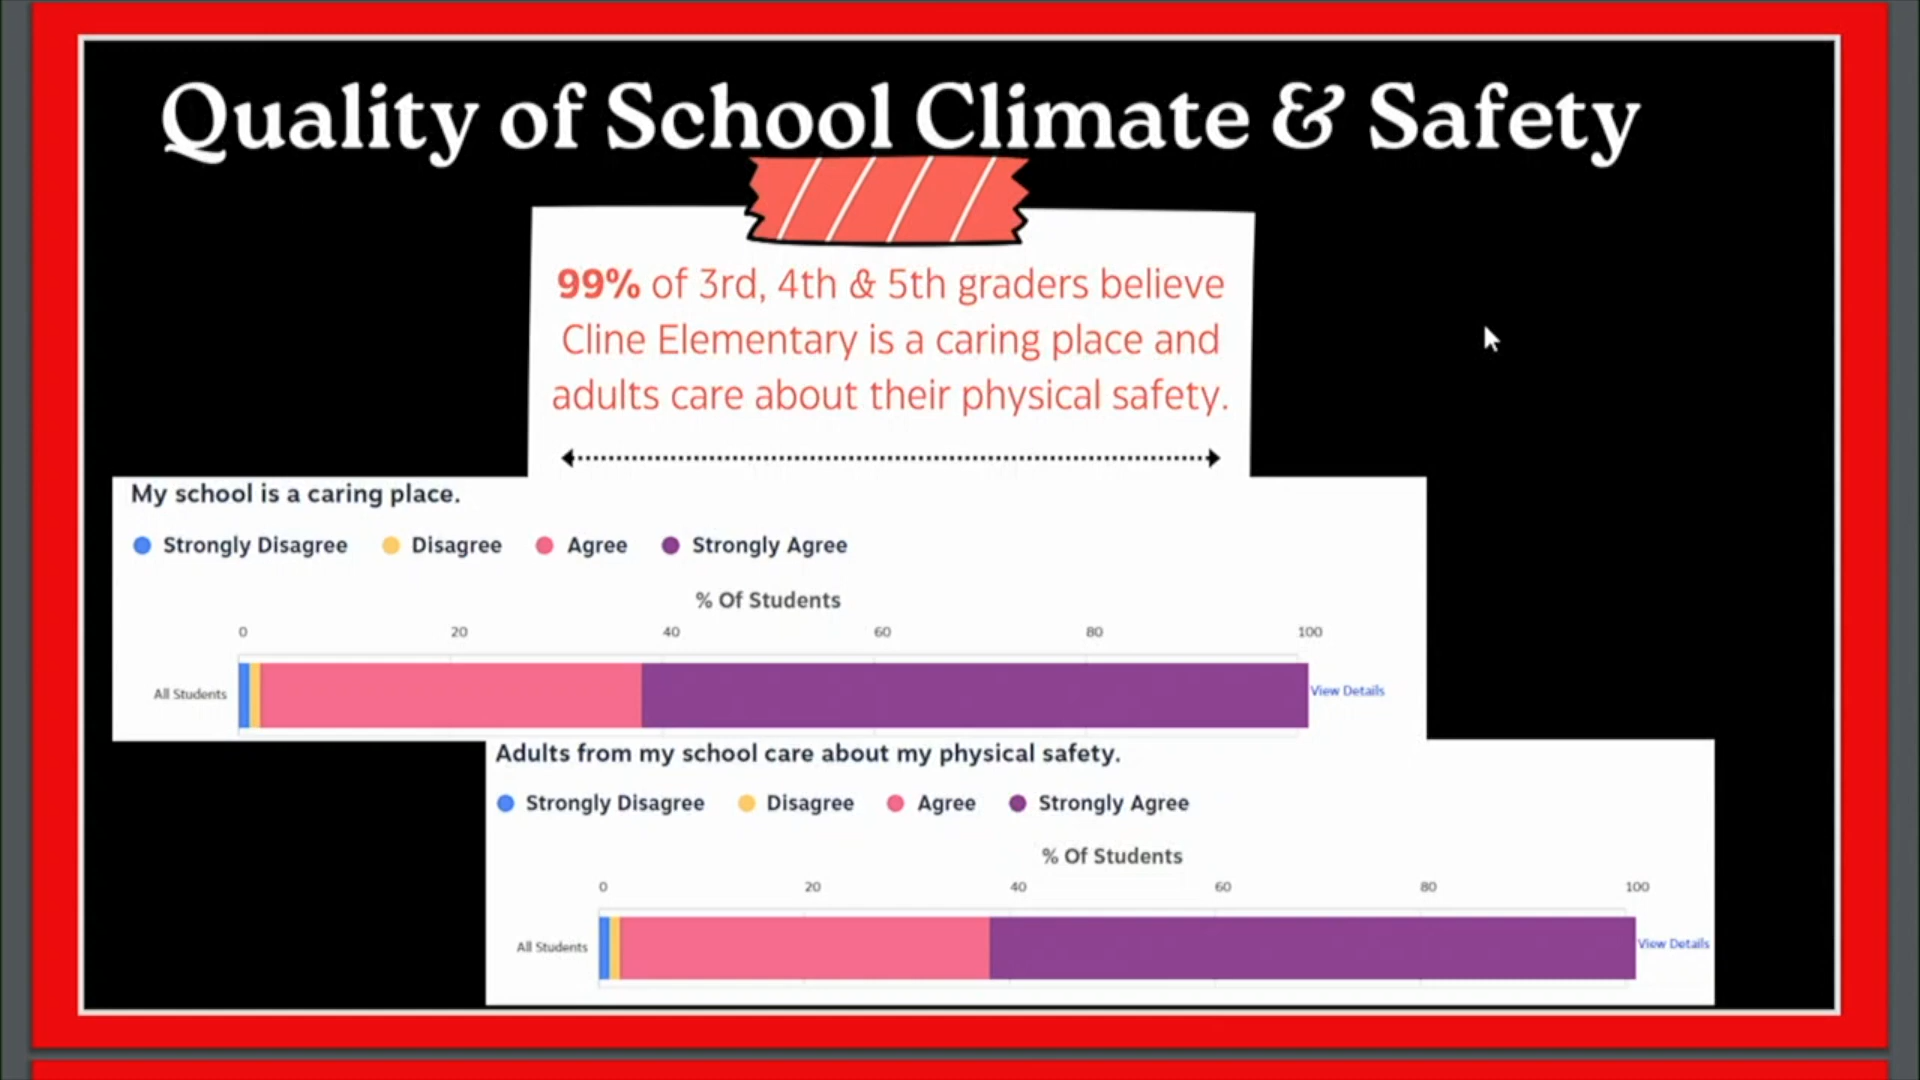 Quality of School Climate & Safety
99% of 3rd, 4th & 5th graders believe
Cline Elementary is a caring place and
adults care about their physical safety.
My school is a caring place.
Strongly Disagree Disagree Agree Strongly Agree
% Of Students
0 20 40 60 80 100
All Students View Details
Adults from my school care about my physical safety.
Strongly Disagree Disagree Agree Strongly Agree
% Of Students
0 20 40 60 80 100
All Students View Details